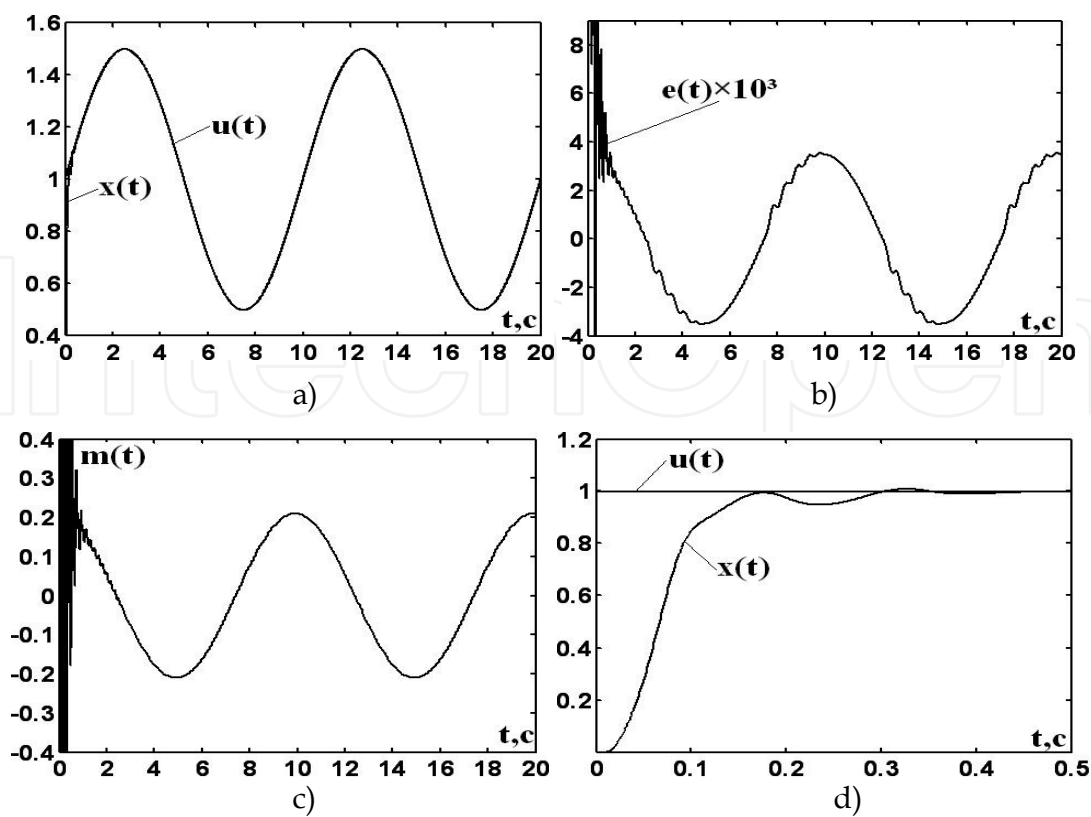 1.6
1.4
1.2
1
0.8
0.6
0.4
u(t)
x(t)
t,c
0 2 4 6 8 10 12 14 16 18 20
a)
8
6
4
2
0
-2
-4
e(t)×10³
t,c
0 2 4 6 8 10 12 14 16 18 20
b)
0.4
0.3
0.2
0.1
0
-0.1
-0.2
-0.3
-0.4
m(t)
t,c
0 2 4 6 8 10 12 14 16 18 20
c)
1.2
1
0.8
0.6
0.4
0.2
u(t)
x(t)
t,c
0 0.1 0.2 0.3 0.4 0.5
d)
IntechOpen